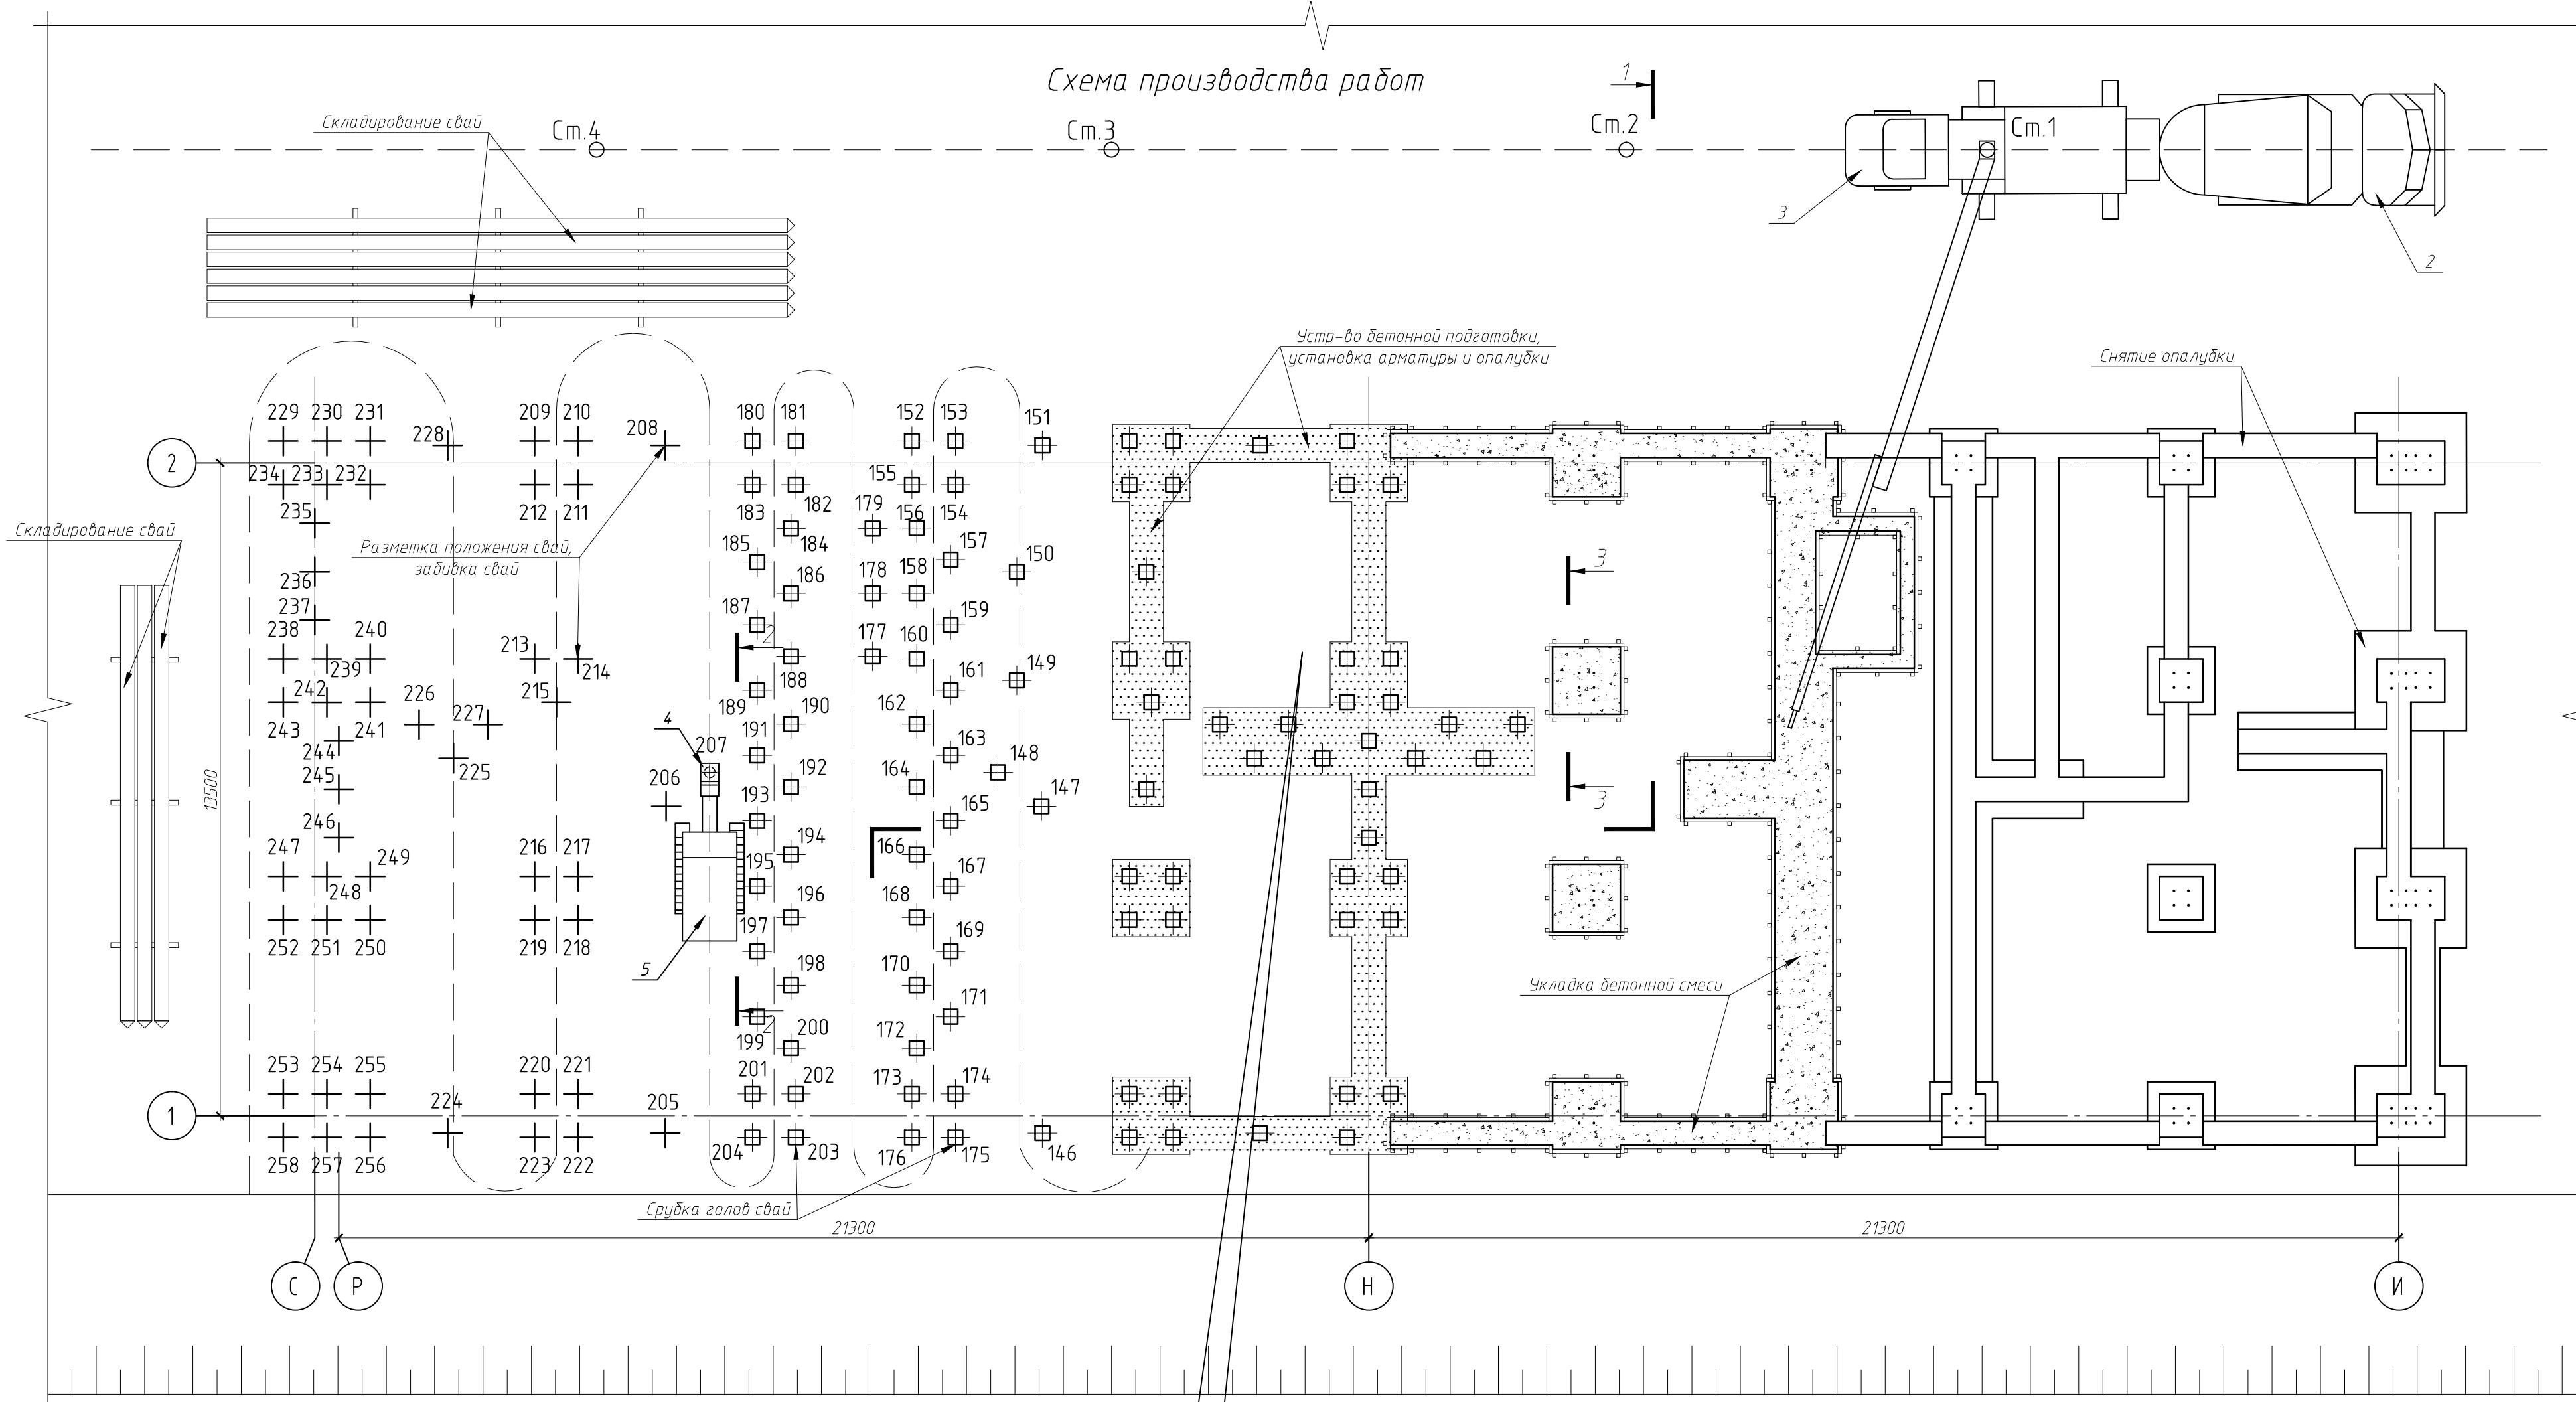 Схема производства работ
1
Складирование свай
Ст.4
Ст.3
Ст.2
Ст.1
3
2
Устр-во бетонной подготовки,
установка арматуры и опалубки
Снятие опалубки
229 230 231 228 209 210 208 180 181 152 153 151
2
234 233 232 155
235 212 211 183 182 179 156 154
Складирование свай
Разметка положения свай,
забивка свай
185 184 157 150
3
236 186 178 158
237 187 159
2
238 240 213 177 160
239 214 188 149
242 226 215 161
243 241 227 189 190 162
4
244 207 191 163 148
245 225 206 192 164 147
13500
246 193 165
3
247 249 216 217 195 194 166
248 196 167
252 251 250 219 218 197 168
169
5
198 170
Укладка бетонной смеси
171
2
199 200 172
253 254 255 224 220 221 205 201 202 173 174
1
258 257 256 223 222 204 203 176 175 146
Срубка голов свай
21300
21300
С
Р
Н
И